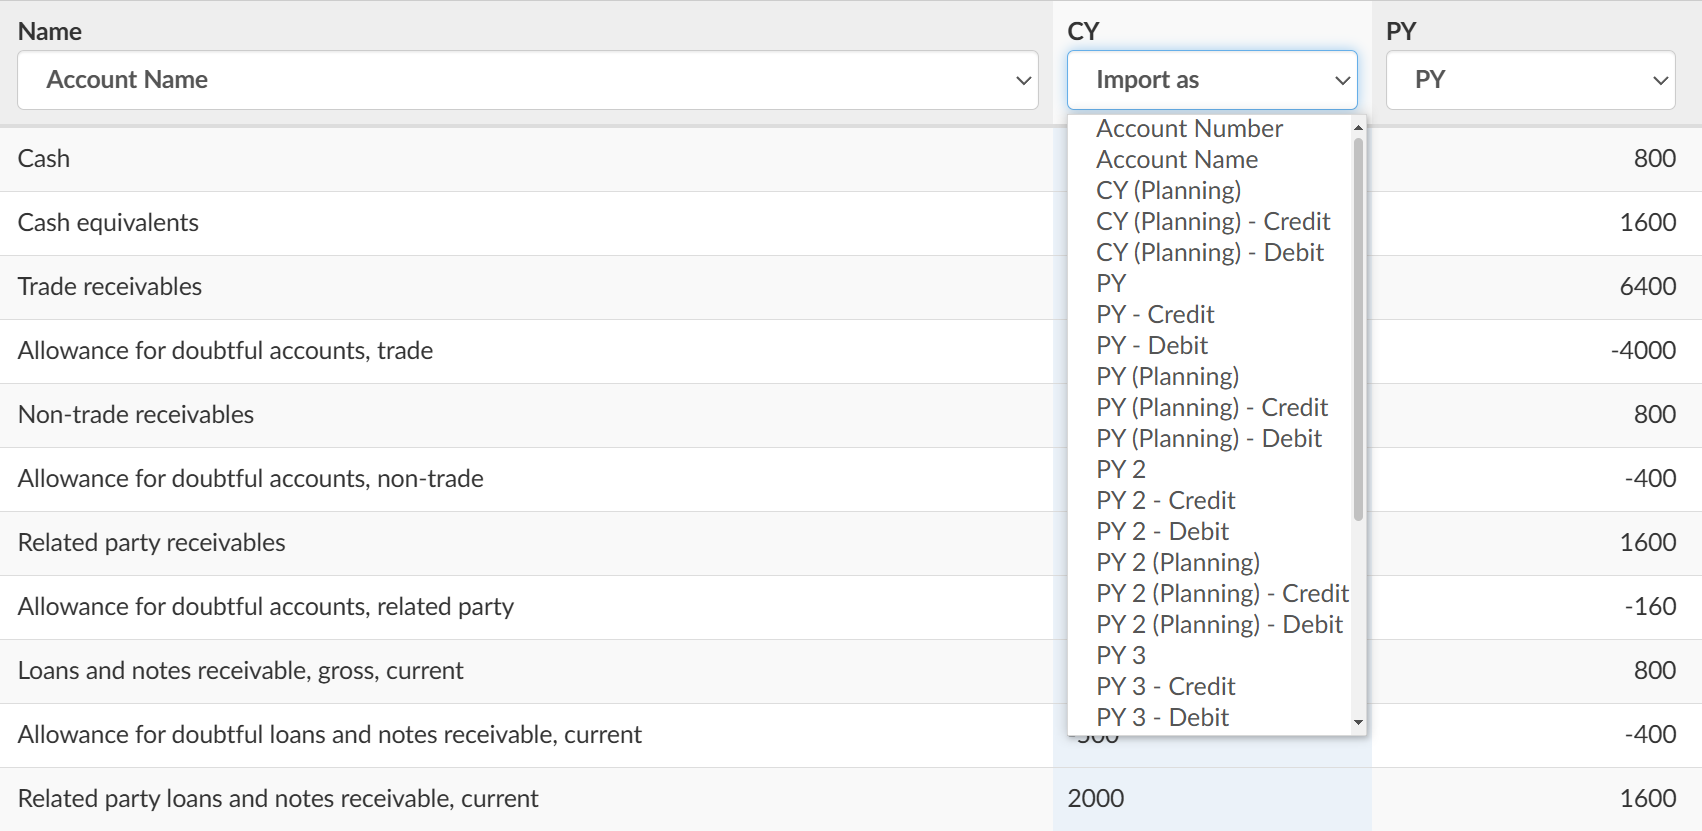 Name CY PY
Account Name Import as PY
Account Number
Cash 800
Account Name
CY (Planning)
Cash equivalents 1600
CY (Planning) - Credit
CY (Planning) - Debit
Trade receivables 6400
PY
PY - Credit
Allowance for doubtful accounts, trade -4000
PY - Debit
PY (Planning)
Non-trade receivables 800
PY (Planning) - Credit
PY (Planning) - Debit
Allowance for doubtful accounts, non-trade -400
PY 2
PY 2 - Credit
Related party receivables 1600
PY 2 - Debit
PY 2 (Planning)
Allowance for doubtful accounts, related party -160
PY 2 (Planning) - Credit
PY 2 (Planning) - Debit
Loans and notes receivable, gross, current 800
PY 3
PY 3 - Credit
PY 3 - Debit
Allowance for doubtful loans and notes receivable, current -400
Related party loans and notes receivable, current 2000 1600